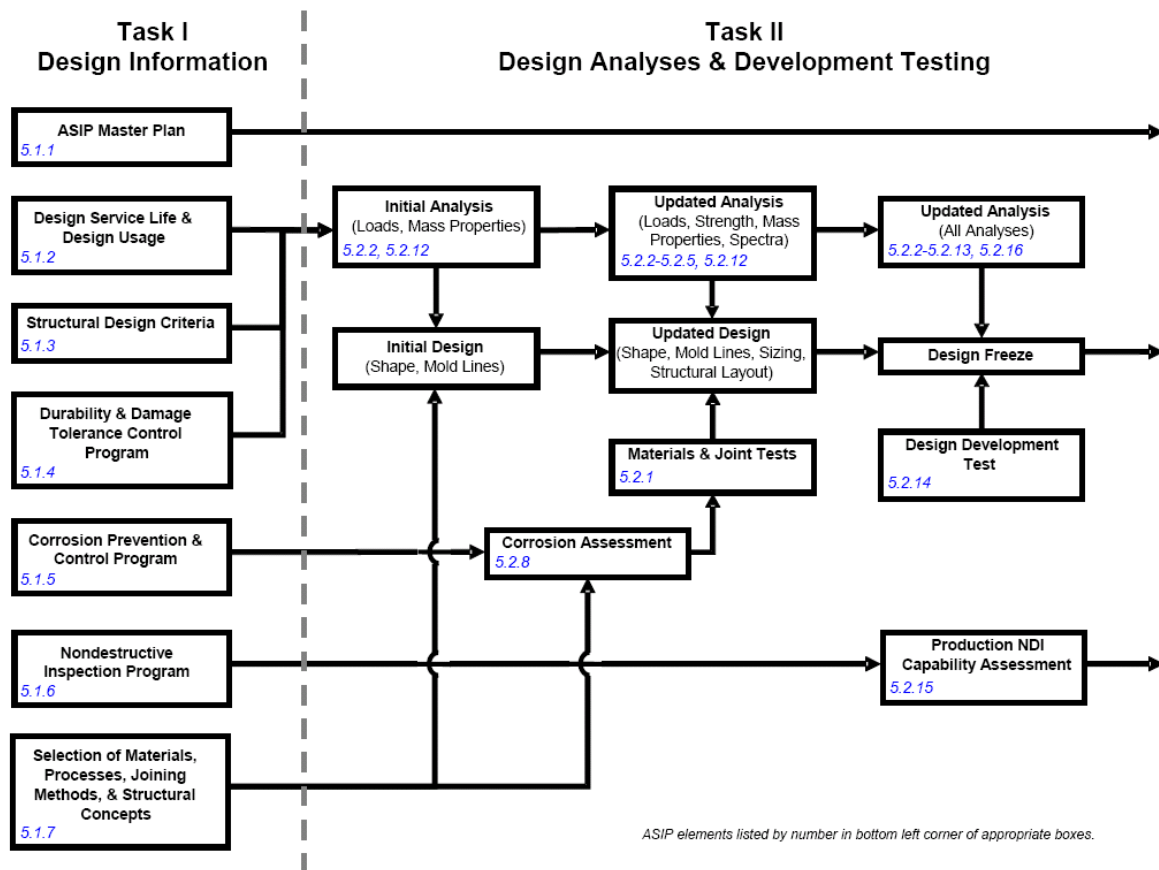 Task I
Design Information
Task II
Design Analyses & Development Testing
ASIP Master Plan
5.1.1
Design Service Life &
Design Usage
5.1.2
Structural Design Criteria
5.1.3
Durability & Damage
Tolerance Control
Program
5.1.4
Corrosion Prevention &
Control Program
5.1.5
Nondestructive
Inspection Program
5.1.6
Selection of Materials,
Processes, Joining
Methods, & Structural
Concepts
5.1.7
Initial Analysis
(Loads, Mass Properties)
5.2.2, 5.2.12
Initial Design
(Shape, Mold Lines)
Corrosion Assessment
5.2.8
Updated Analysis
(Loads, Strength, Mass
Properties, Spectra)
5.2.2-5.2.5, 5.2.12
Updated Design
(Shape, Mold Lines, Sizing,
Structural Layout)
Materials & Joint Tests
5.2.1
Updated Analysis
(All Analyses)
5.2.2-5.2.13, 5.2.16
Design Freeze
Design Development
Test
5.2.14
Production NDI
Capability Assessment
5.2.15
ASIP elements listed by number in bottom left corner of appropriate boxes.